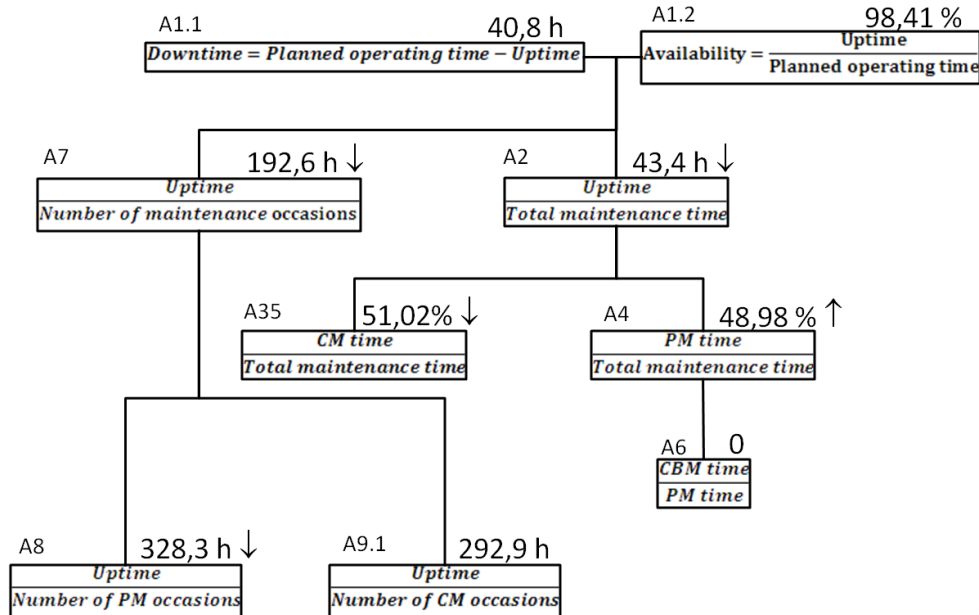 A1.1 40,8 h
Downtime = Planned operating time − Uptime
A1.2 98,41 %
Availability = Uptime
Planned operating time
A7 192,6 h ↓
Uptime
Number of maintenance occasions
A2 43,4 h ↓
Uptime
Total maintenance time
A35 51,02% ↓
CM time
Total maintenance time
A4 48,98 % ↑
PM time
Total maintenance time
A6 0
CBM time
PM time
A8 328,3 h ↓
Uptime
Number of PM occasions
A9.1 292,9 h
Uptime
Number of CM occasions